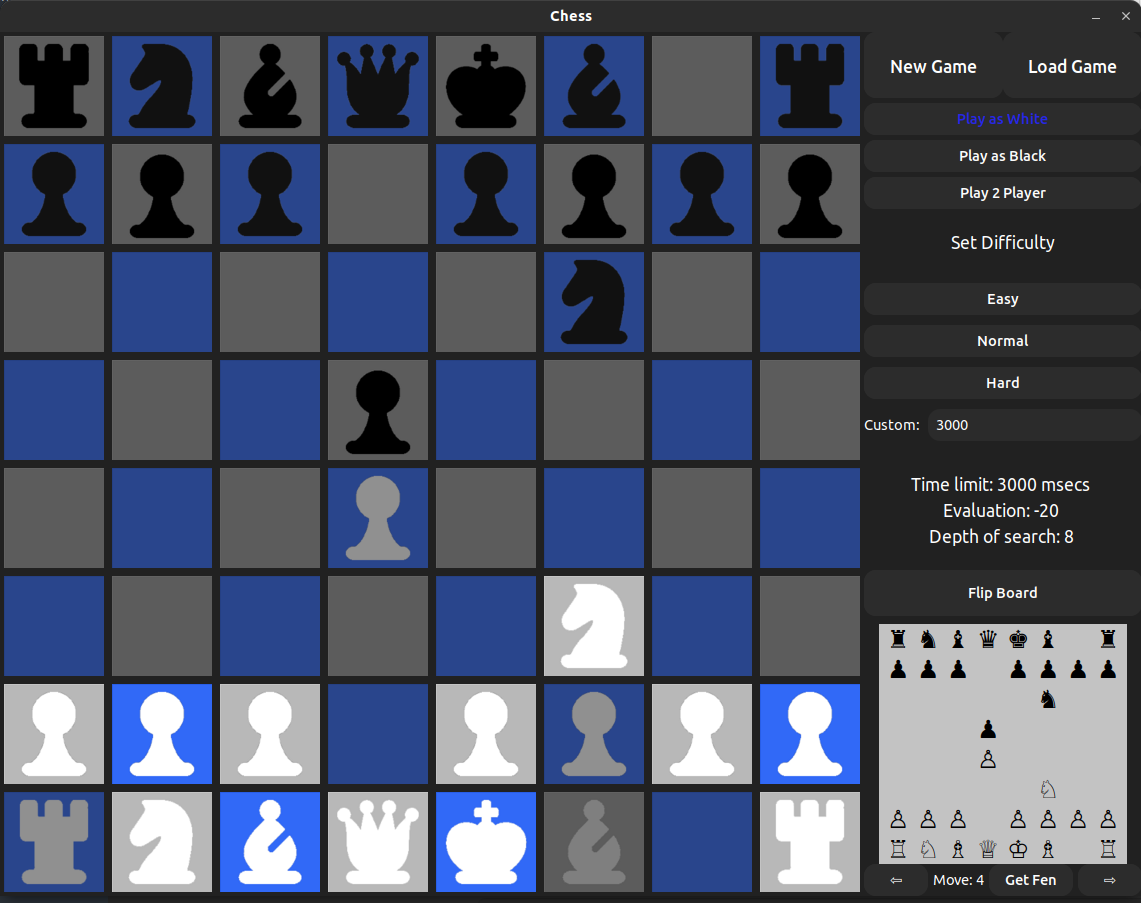 Chess
New Game Load Game
Play as White
Play as Black
Play 2 Player
Set Difficulty
Easy
Normal
Hard
Custom: 3000
Time limit: 3000 msecs
Evaluation: -20
Depth of search: 8
Flip Board
⇦ Move: 4 Get Fen ⇨